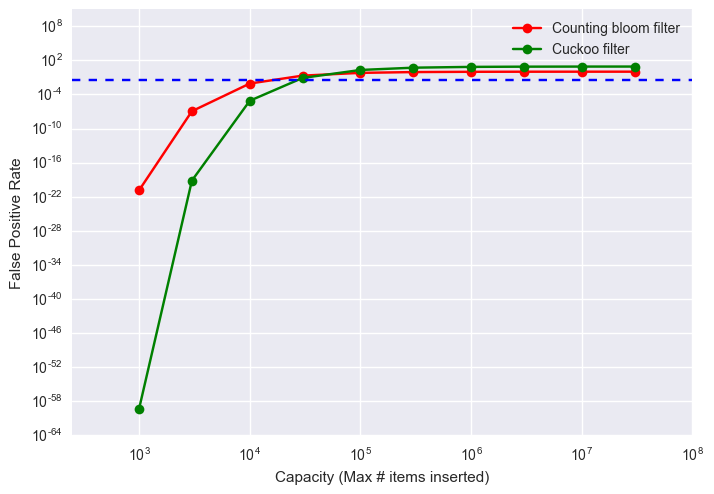 Counting bloom filter
Cuckoo filter
10^8
10^2
10^-4
10^-10
10^-16
10^-22
10^-28
10^-34
10^-40
10^-46
10^-52
10^-58
10^-64
False Positive Rate
10^3 10^4 10^5 10^6 10^7 10^8
Capacity (Max # items inserted)